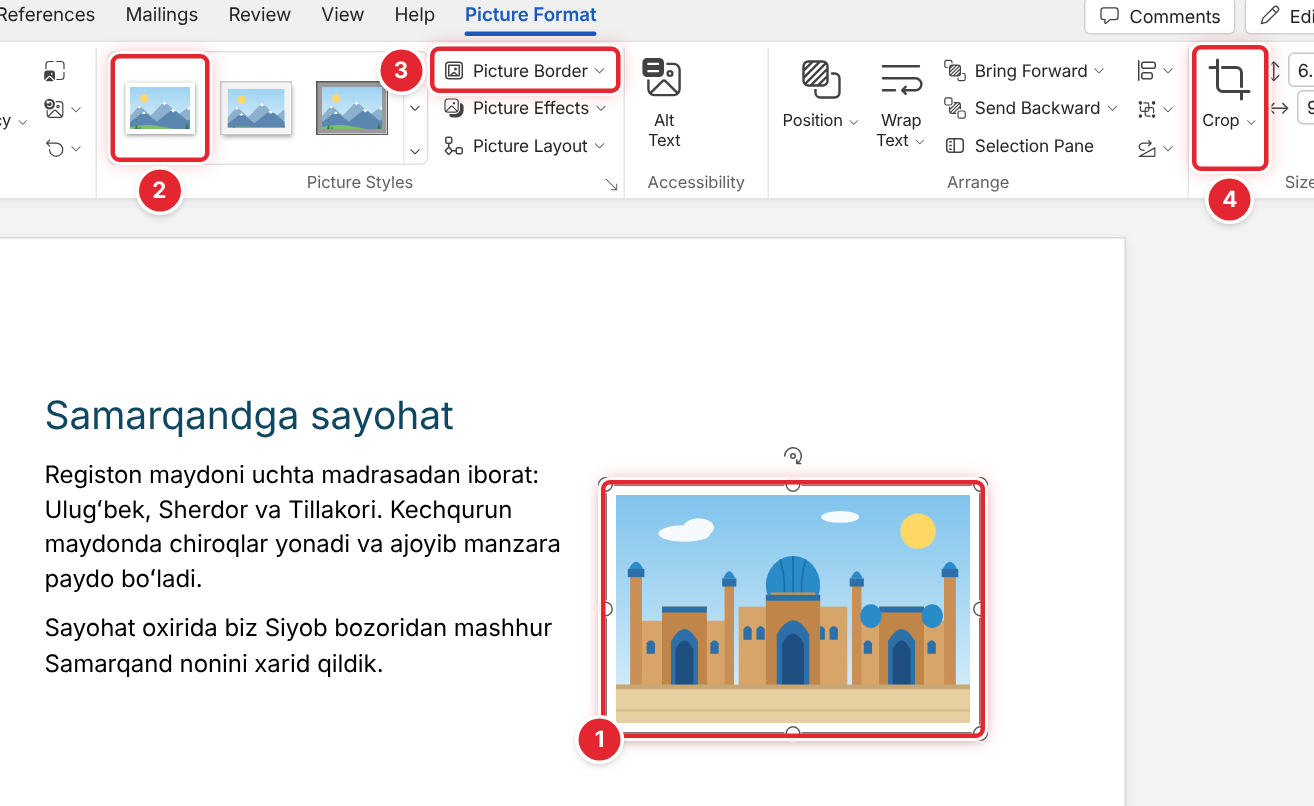 References Mailings Review View Help Picture Format Comments
3
Picture Border
Picture Effects
Picture Layout
Alt
Text
Position
Wrap
Text
Bring Forward
Send Backward
Selection Pane
Crop
6.
2
Picture Styles
Accessibility
Arrange
4
Samarqandga sayohat
Registon maydoni uchta madrasadan iborat:
Ulugʻbek, Sherdor va Tillakori. Kechqurun
maydonda chiroqlar yonadi va ajoyib manzara
paydo boʻladi.
Sayohat oxirida biz Siyob bozoridan mashhur
Samarqand nonini xarid qildik.
1